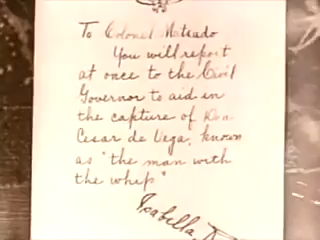 To Colonel Matsado
You will report
at once to the Civil
Governor to aid in
the capture of Don
Cesar de Vega, known
as "the man with
the whip"
Isabella R